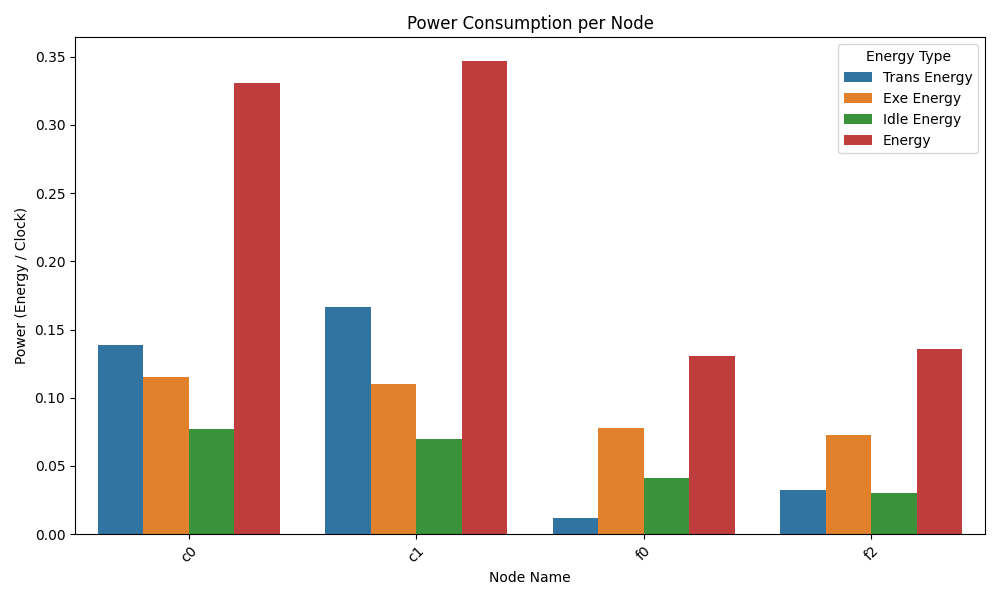 Power Consumption per Node
Energy Type
Trans Energy
Exe Energy
Idle Energy
Energy
Power (Energy / Clock)
0.35
0.30
0.25
0.20
0.15
0.10
0.05
0.00
c0
c1
f0
f2
Node Name